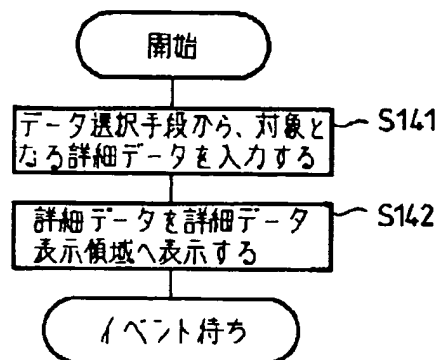 開始
データ選択手段から、対象と
なる詳細データを入力する
S141
詳細データを詳細データ
表示領域へ表示する
S142
イベント待ち